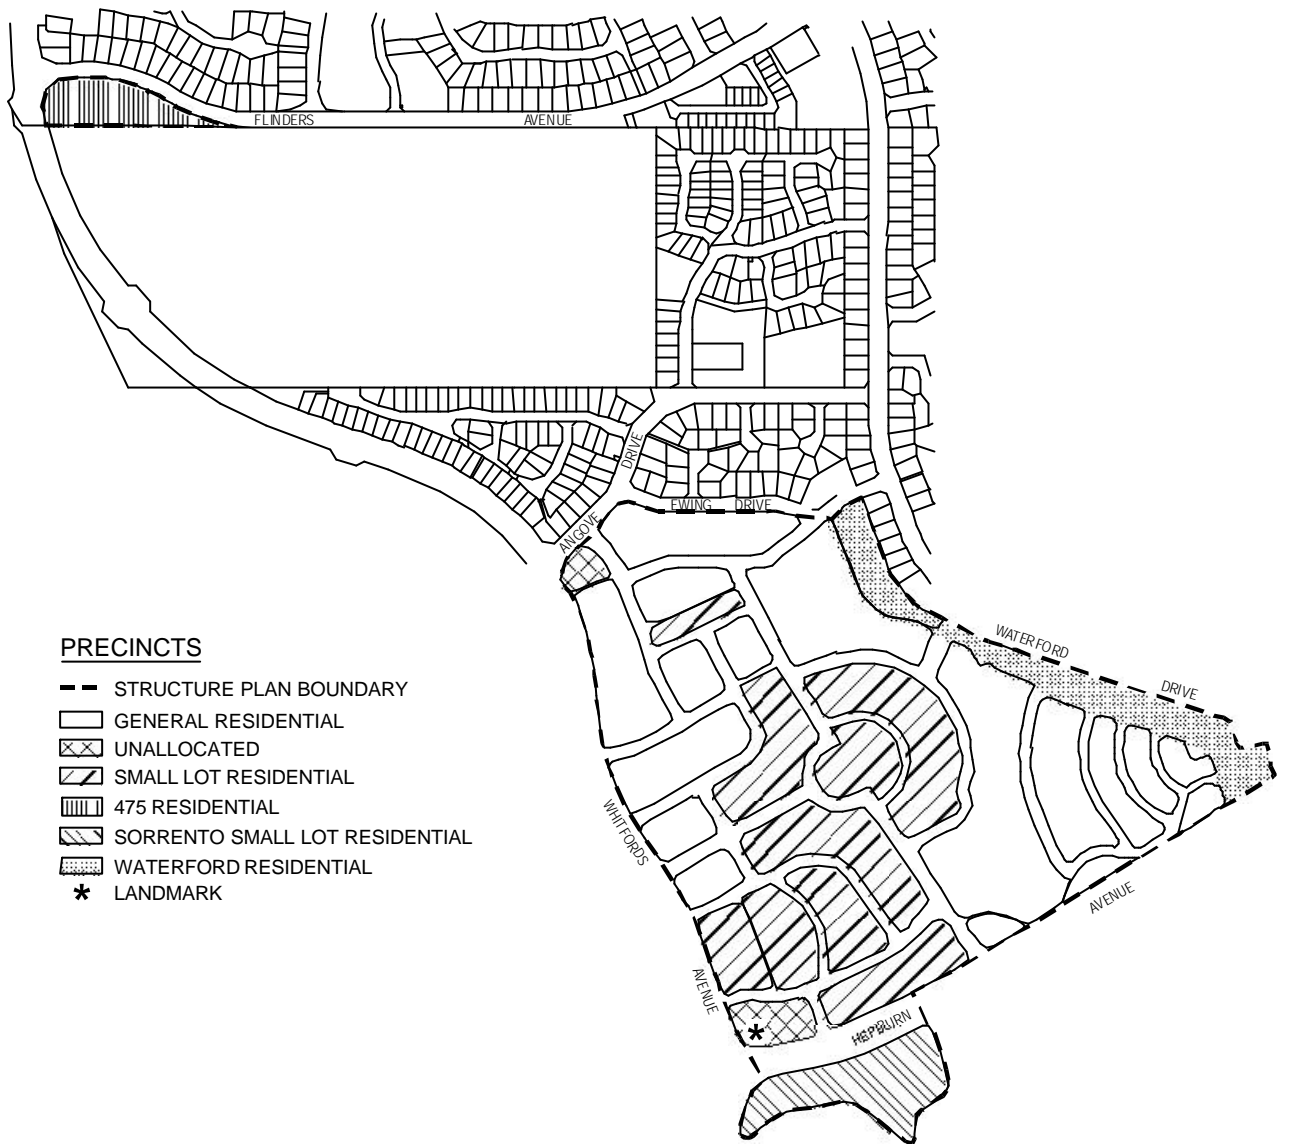 FLINDERS AVENUE
DRIVE
EWING DRIVE
ANGOVE
WATERFORD
DRIVE
PRECINCTS
STRUCTURE PLAN BOUNDARY
GENERAL RESIDENTIAL
UNALLOCATED
SMALL LOT RESIDENTIAL
475 RESIDENTIAL
SORRENTO SMALL LOT RESIDENTIAL
WATERFORD RESIDENTIAL
* LANDMARK
WHITFORDS
AVENUE
AVENUE
*
HEPBURN